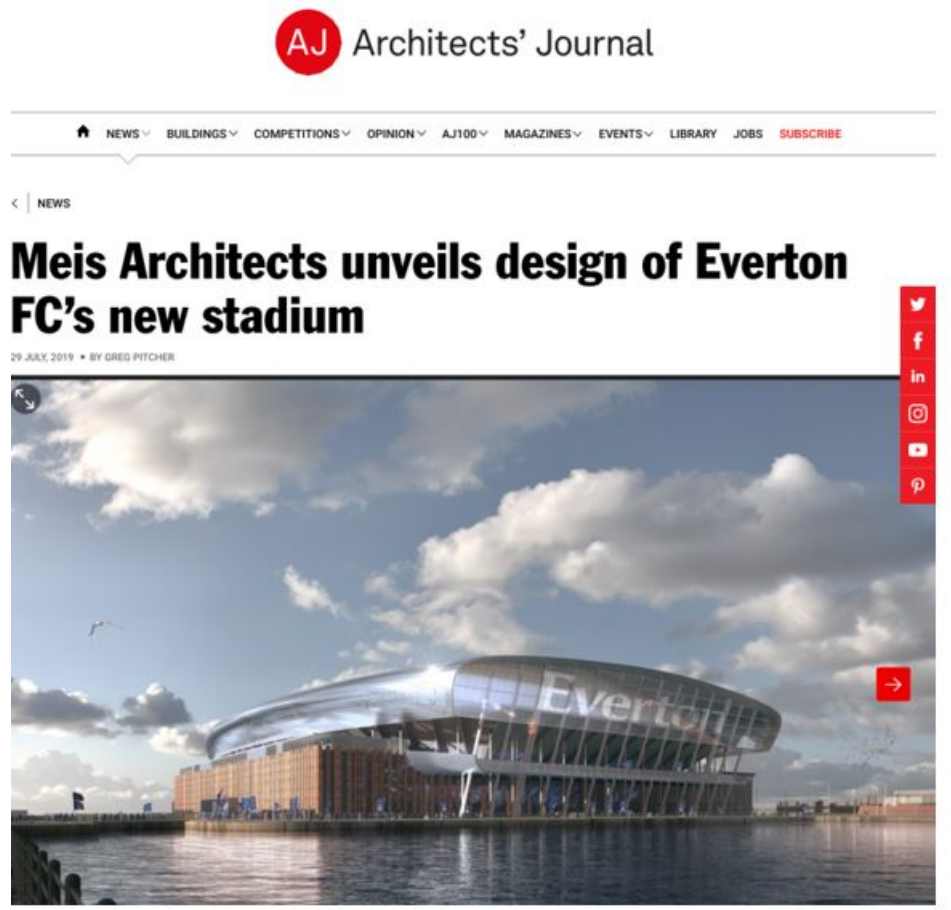 AJ Architects' Journal
NEWS BUILDINGS COMPETITIONS OPINION AJ100 MAGAZINES EVENTS LIBRARY JOBS SUBSCRIBE
NEWS
Meis Architects unveils design of Everton
FC’s new stadium
29 JULY, 2019 • BY GREG PITCHER
Everton